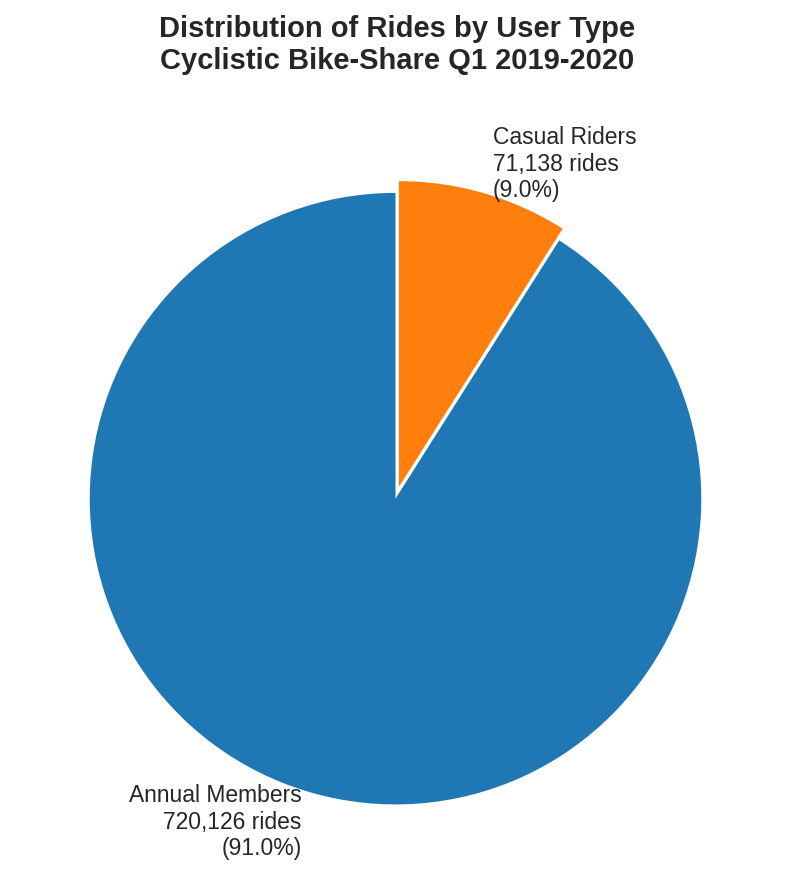 Distribution of Rides by User Type
Cyclistic Bike-Share Q1 2019-2020
Casual Riders
71,138 rides
(9.0%)
Annual Members
720,126 rides
(91.0%)